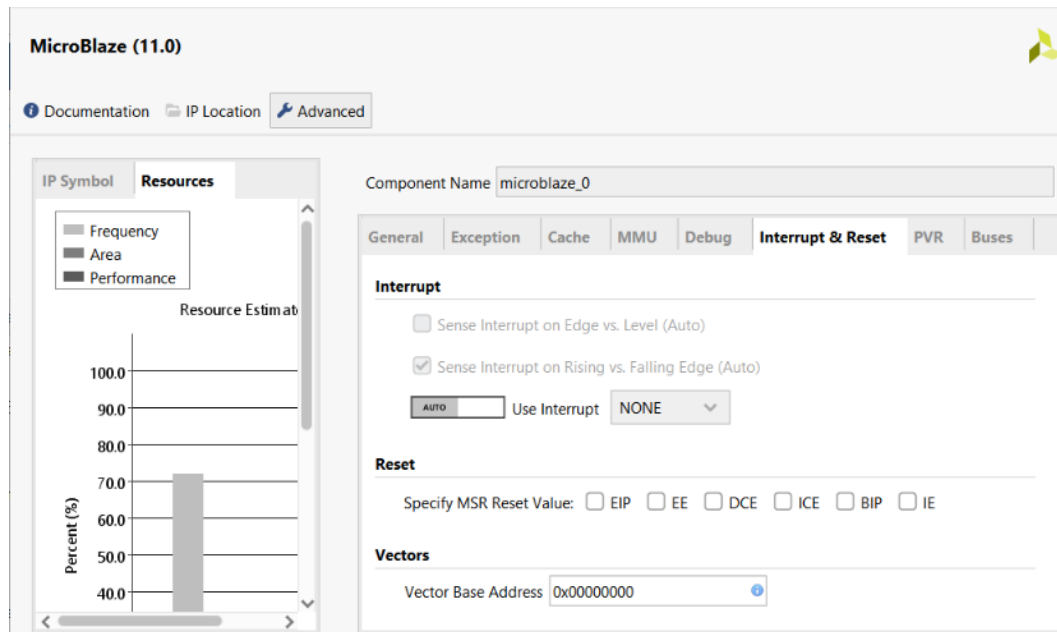 MicroBlaze (11.0)
Documentation IP Location Advanced
IP Symbol Resources
Frequency
Area
Performance
Resource Estimat
100.0
90.0
80.0
70.0
60.0
50.0
40.0
Percent (%)
Component Name microblaze_0
General Exception Cache MMU Debug Interrupt & Reset PVR Buses
Interrupt
Sense Interrupt on Edge vs. Level (Auto)
Sense Interrupt on Rising vs. Falling Edge (Auto)
AUTO Use Interrupt NONE
Reset
Specify MSR Reset Value: EIP EE DCE ICE BIP IE
Vectors
Vector Base Address 0x00000000